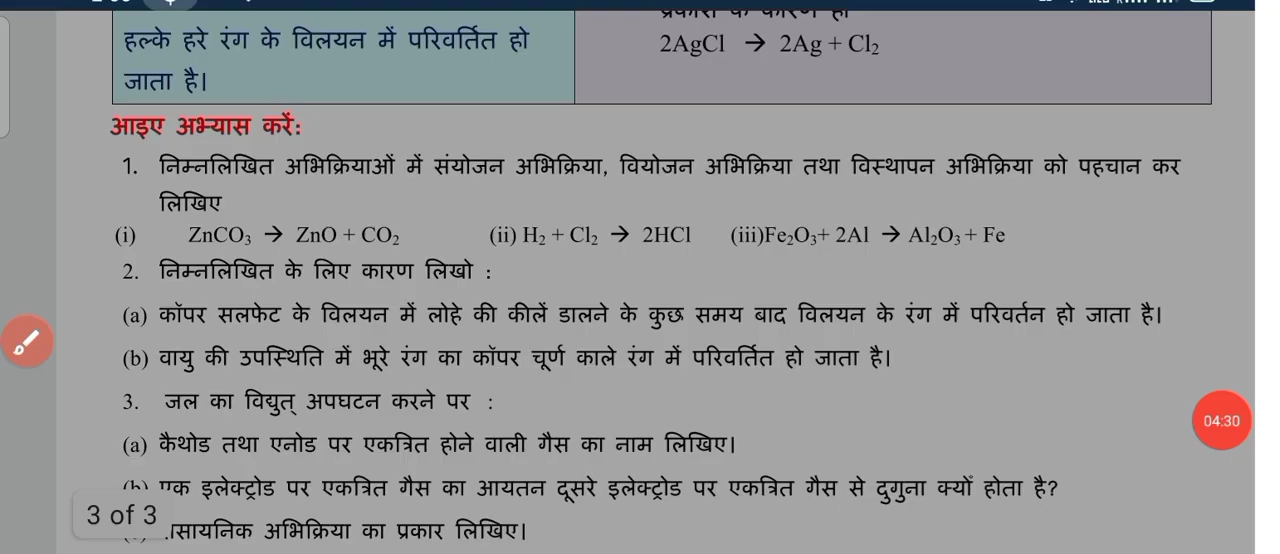 हल्के हरे रंग के विलयन में परिवर्तित हो
जाता है।
2AgCl → 2Ag + Cl₂
आइए अभ्यास करें:
1. निम्नलिखित अभिक्रियाओं में संयोजन अभिक्रिया, वियोजन अभिक्रिया तथा विस्थापन अभिक्रिया को पहचान कर
लिखिए
(i) ZnCO₃ → ZnO + CO₂ (ii) H₂ + Cl₂ → 2HCl (iii)Fe₂O₃+ 2Al → Al₂O₃ + Fe
2. निम्नलिखित के लिए कारण लिखो :
(a) कॉपर सलफेट के विलयन में लोहे की कीलें डालने के कुछ समय बाद विलयन के रंग में परिवर्तन हो जाता है।
(b) वायु की उपस्थिति में भूरे रंग का कॉपर चूर्ण काले रंग में परिवर्तित हो जाता है।
3. जल का विद्युत् अपघटन करने पर :
(a) कैथोड तथा एनोड पर एकत्रित होने वाली गैस का नाम लिखिए।
(b) एक इलेक्ट्रोड पर एकत्रित गैस का आयतन दूसरे इलेक्ट्रोड पर एकत्रित गैस से दुगुना क्यों होता है?
अभिक्रिया का प्रकार लिखिए।
3 of 3
04:30